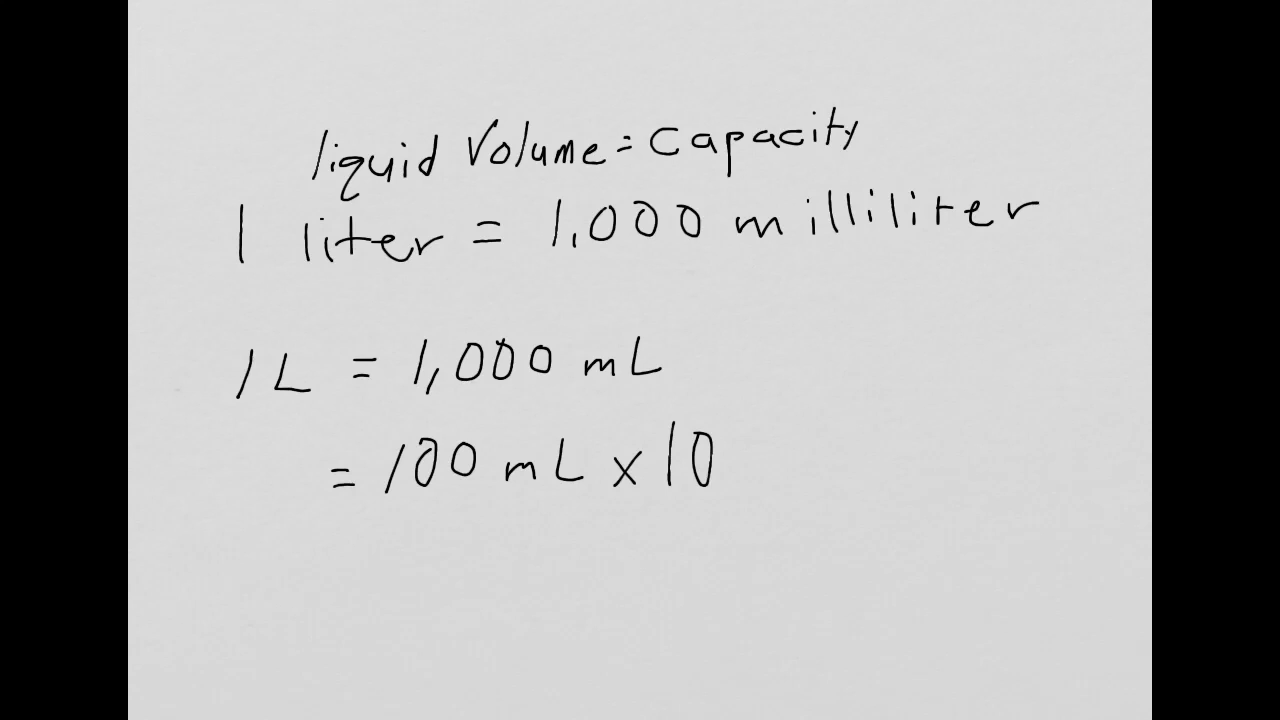 liquid Volume = Capacity
1 liter = 1,000 milliliter
1 L = 1,000 mL
= 100 mL x 10